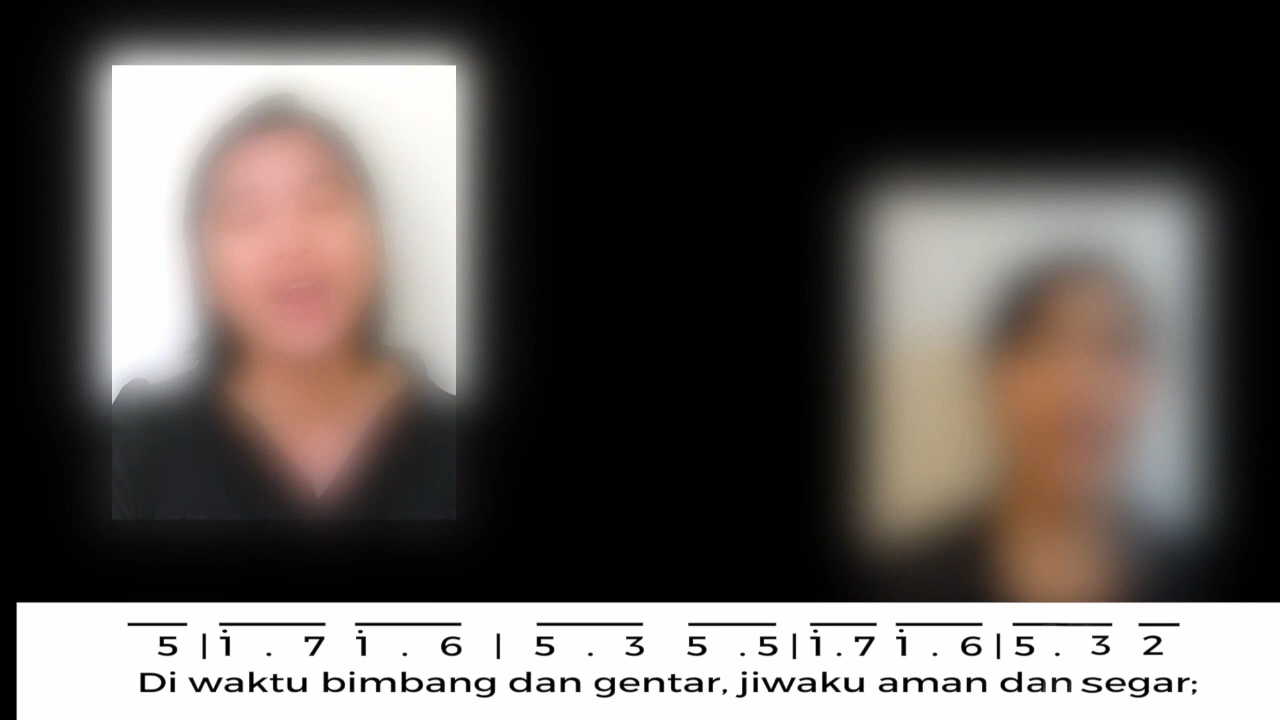 5 | i . 7 i . 6 | 5 . 3 5 . 5 | i . 7 i . 6 | 5 . 3 2
Di waktu bimbang dan gentar, jiwaku aman dan segar;